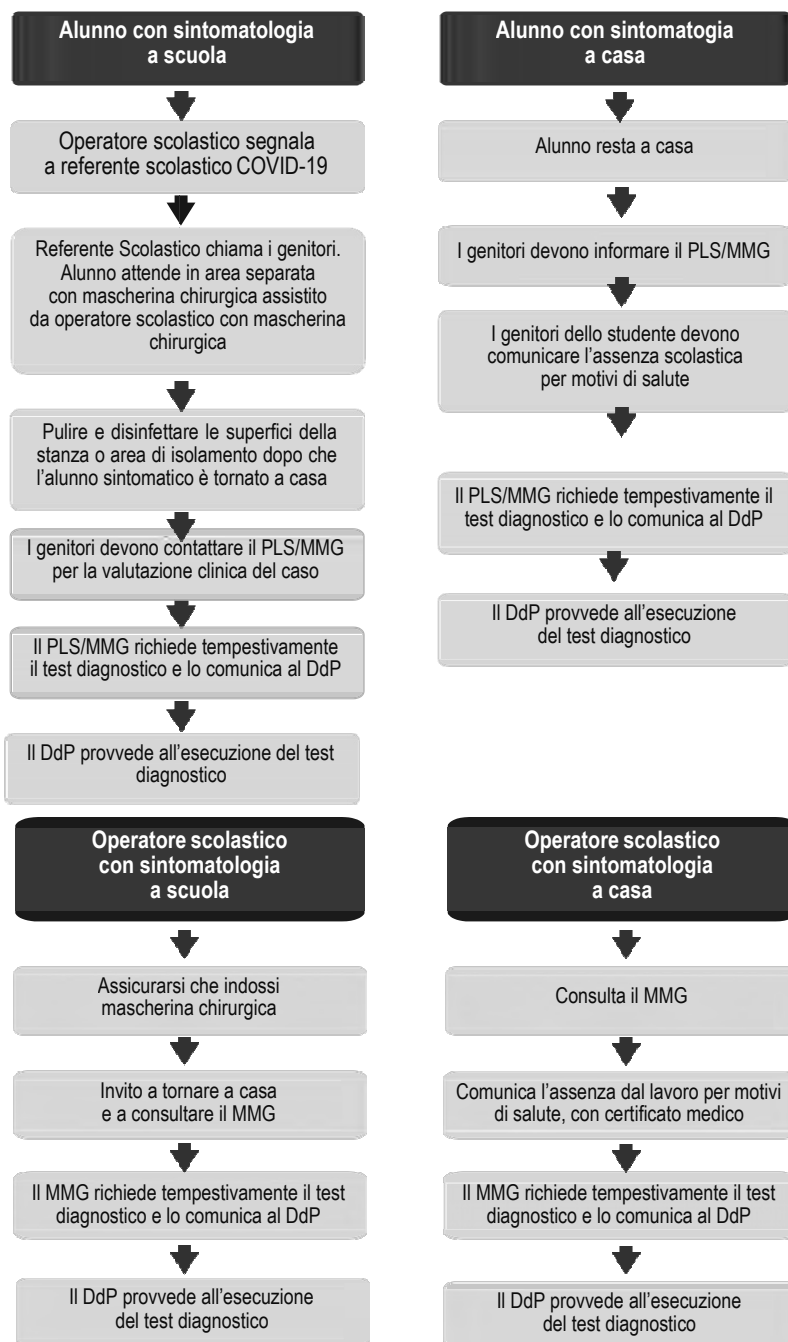 Alunno con sintomatologia
a scuola
Operatore scolastico segnala
a referente scolastico COVID-19
Referente Scolastico chiama i genitori.
Alunno attende in area separata
con mascherina chirurgica assistito
da operatore scolastico con mascherina
chirurgica
Pulire e disinfettare le superfici della
stanza o area di isolamento dopo che
l'alunno sintomatico è tornato a casa
I genitori devono contattare il PLS/MMG
per la valutazione clinica del caso
Il PLS/MMG richiede tempestivamente
il test diagnostico e lo comunica al DdP
Il DdP provvede all'esecuzione del test
diagnostico
Alunno con sintomatogia
a casa
Alunno resta a casa
I genitori devono informare il PLS/MMG
I genitori dello studente devono
comunicare l'assenza scolastica
per motivi di salute
Il PLS/MMG richiede tempestivamente il
test diagnostico e lo comunica al DdP
Il DdP provvede all'esecuzione
del test diagnostico
Operatore scolastico
con sintomatologia
a scuola
Assicurarsi che indossi
mascherina chirurgica
Invito a tornare a casa
e a consultare il MMG
Il MMG richiede tempestivamente il test
diagnostico e lo comunica al DdP
Il DdP provvede all'esecuzione
del test diagnostico
Operatore scolastico
con sintomatologia
a casa
Consulta il MMG
Comunica l'assenza dal lavoro per motivi
di salute, con certificato medico
Il MMG richiede tempestivamente il test
diagnostico e lo comunica al DdP
Il DdP provvede all'esecuzione
del test diagnostico